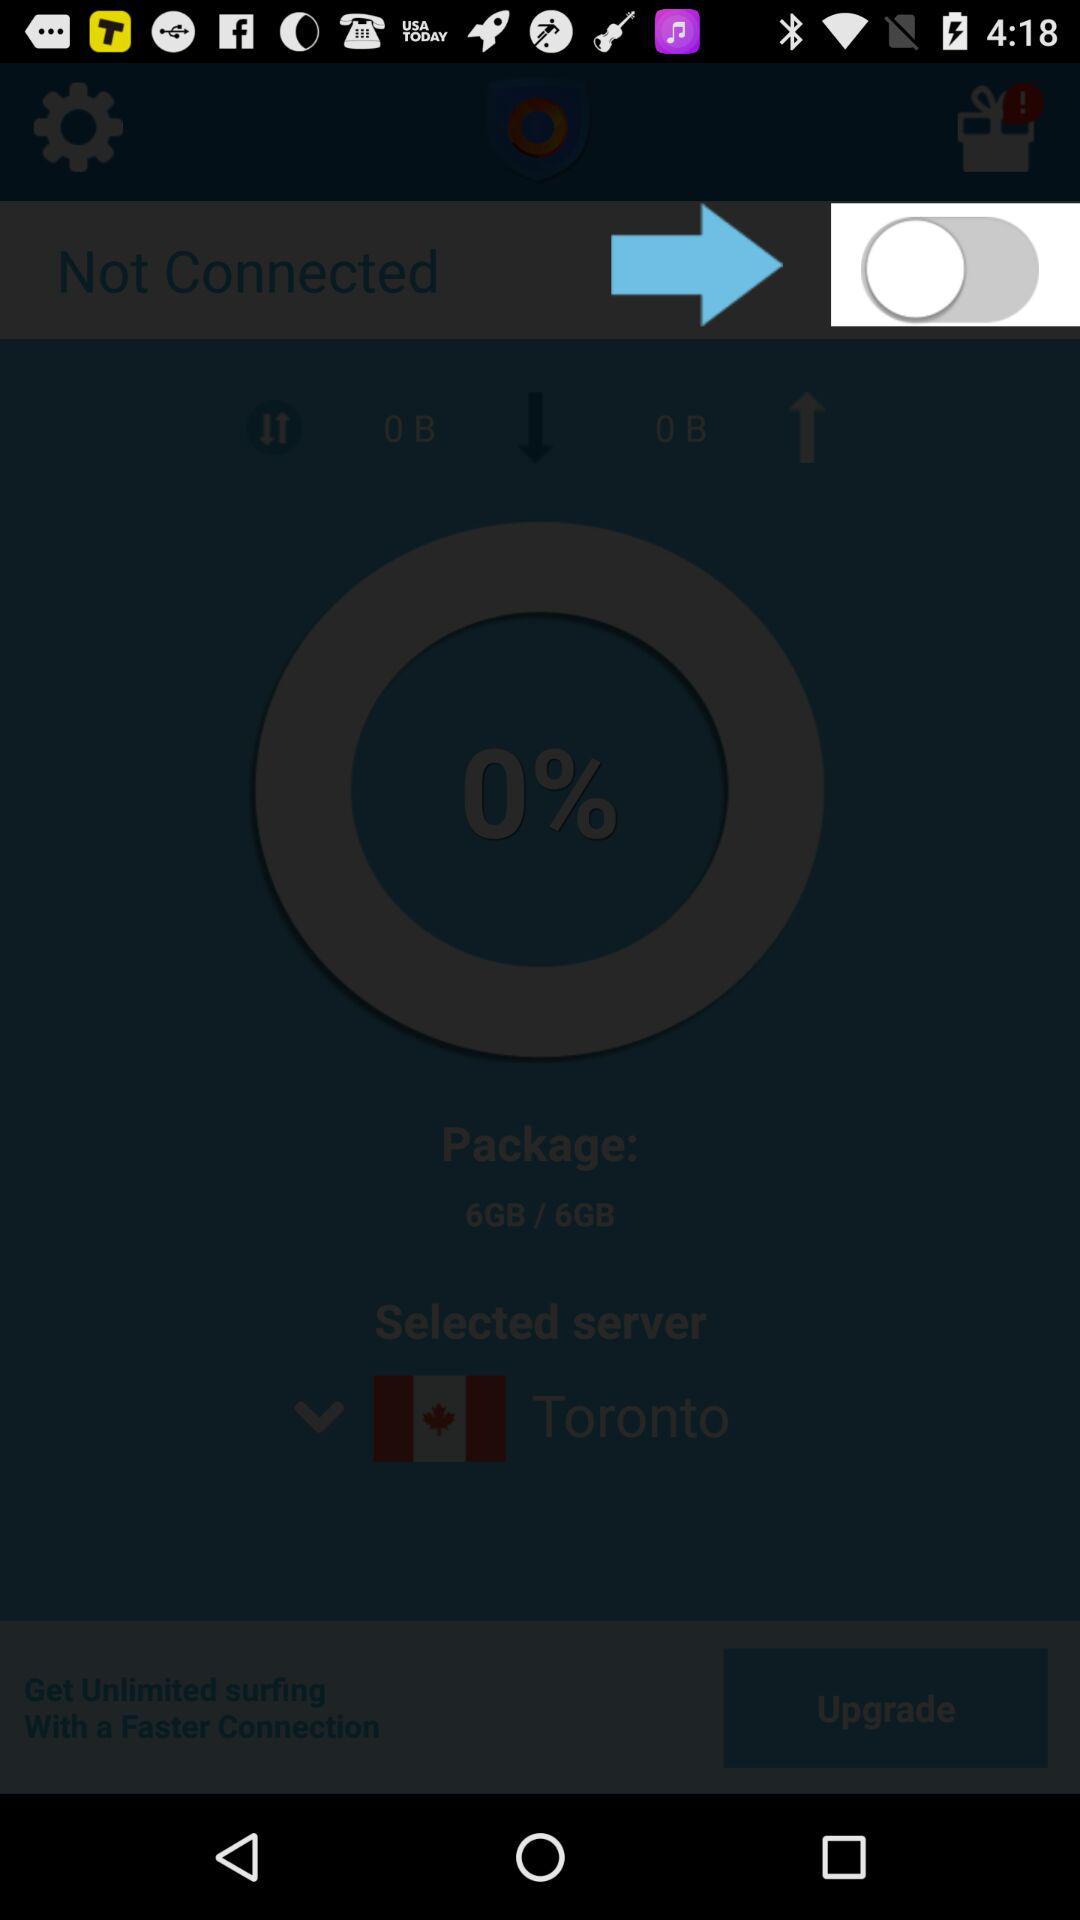 USA
TODAY
4:18
Not Connected
0 B
0 B
0%
Package:
6GB / 6GB
Selected server
Toronto
Get Unlimited surfing
With a Faster Connection
Upgrade